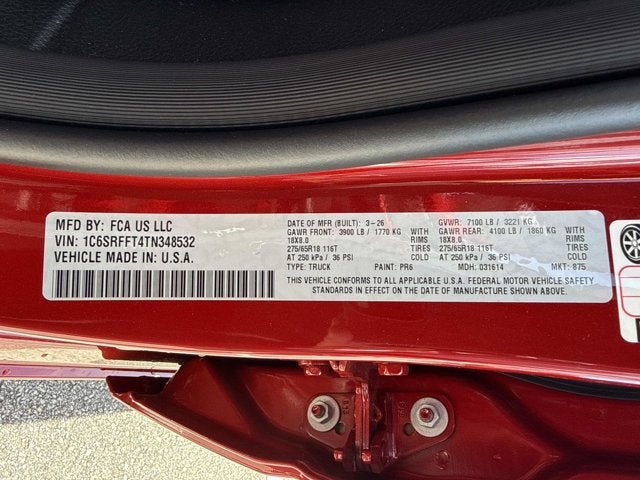 MFD BY: FCA US LLC
VIN: 1C6SRFFT4TN348532
VEHICLE MADE IN: U.S.A.
DATE OF MFR (BUILT): 3-26 GVWR: 7100 LB / 3221 KG
GAWR FRONT: 3900 LB / 1770 KG WITH GAWR REAR: 4100 LB / 1860 KG WITH
18X8.0 RIMS 18X8.0 RIMS
275/65R18 116T TIRES 275/65R18 116T TIRES
AT 250 kPa / 36 PSI COLD AT 250 kPa / 36 PSI COLD
TYPE: TRUCK PAINT: PR6 MDH: 031614 MKT: 875
THIS VEHICLE CONFORMS TO ALL APPLICABLE U.S.A. FEDERAL MOTOR VEHICLE SAFETY
STANDARDS IN EFFECT ON THE DATE OF MANUFACTURE SHOWN ABOVE.